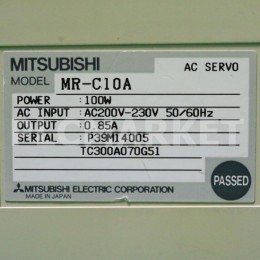 MITSUBISHI AC SERVO
MODEL MR-C10A
POWER : 100W
AC INPUT : AC200V-230V 50/60Hz
OUTPUT : 0.85A
SERIAL : P39M14005
TC300A070G51
MITSUBISHI ELECTRIC CORPORATION
MADE IN JAPAN
PASSED